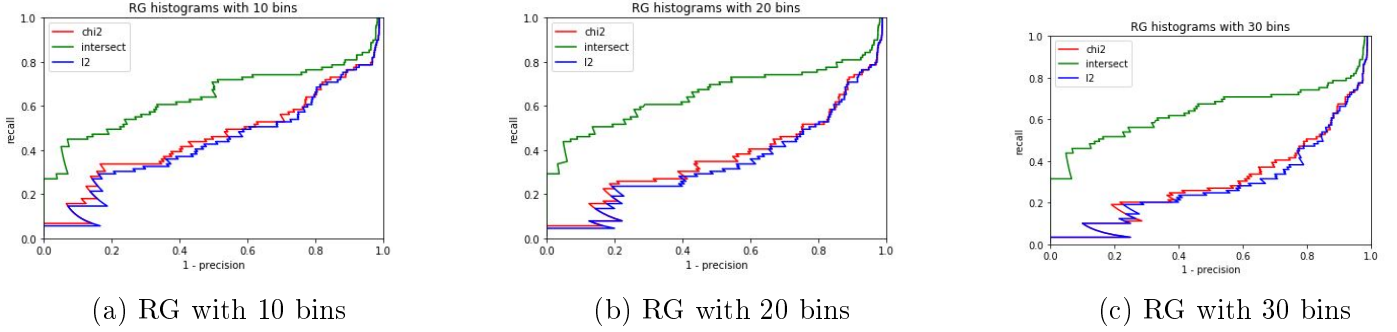 RG histograms with 10 bins
1.0
0.8
0.6
0.4
0.2
0.0
recall
chi2
intersect
l2
0.0 0.2 0.4 0.6 0.8 1.0
1 - precision
(a) RG with 10 bins
RG histograms with 20 bins
1.0
0.8
0.6
0.4
0.2
0.0
recall
chi2
intersect
l2
0.0 0.2 0.4 0.6 0.8 1.0
1 - precision
(b) RG with 20 bins
RG histograms with 30 bins
1.0
0.8
0.6
0.4
0.2
0.0
recall
chi2
intersect
l2
0.0 0.2 0.4 0.6 0.8 1.0
1 - precision
(c) RG with 30 bins